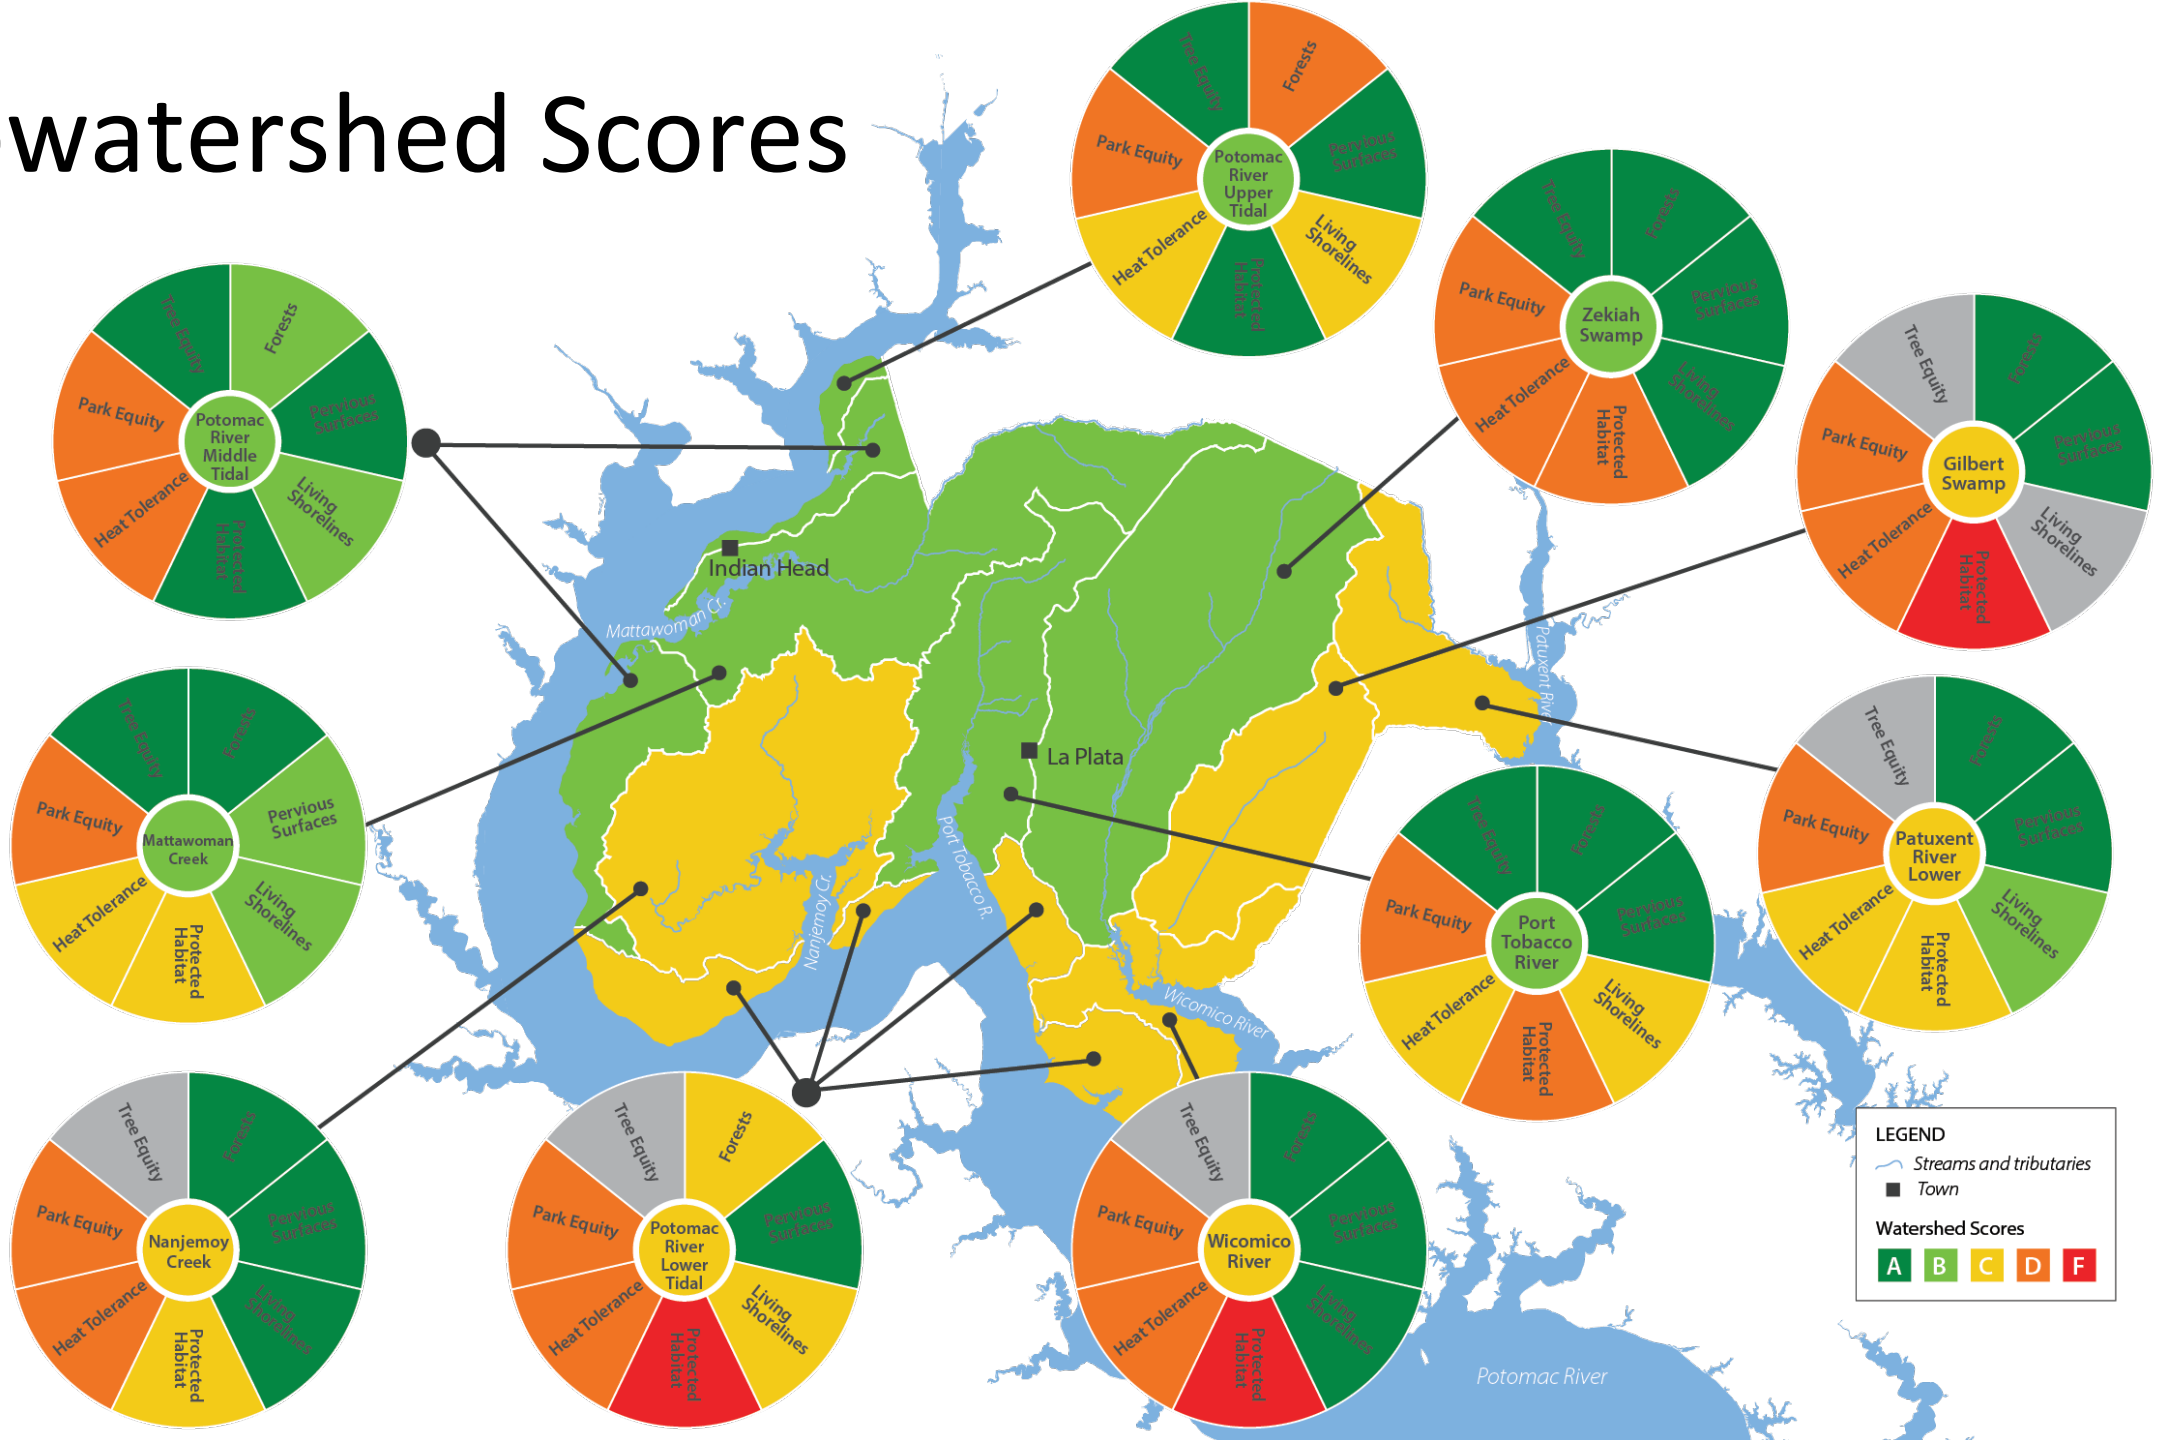 watershed Scores
Tree Equity
Forests
Pervious
Surfaces
Living
Shorelines
Protected
Habitat
Heat Tolerance
Park Equity
Potomac
River
Upper
Tidal
Tree Equity
Forests
Pervious
Surfaces
Living
Shorelines
Protected
Habitat
Heat Tolerance
Park Equity
Zekiah
Swamp
Tree Equity
Forests
Pervious
Surfaces
Living
Shorelines
Protected
Habitat
Heat Tolerance
Park Equity
Potomac
River
Middle
Tidal
Tree Equity
Forests
Pervious
Surfaces
Living
Shorelines
Protected
Habitat
Heat Tolerance
Park Equity
Gilbert
Swamp
Indian Head
Mattawoman Cr.
Patuxent River
La Plata
Port Tobacco R.
Nanjemoy Cr.
Wicomico River
Tree Equity
Forests
Pervious
Surfaces
Living
Shorelines
Protected
Habitat
Heat Tolerance
Park Equity
Mattawoman
Creek
Tree Equity
Forests
Pervious
Surfaces
Living
Shorelines
Protected
Habitat
Heat Tolerance
Park Equity
Patuxent
River
Lower
Tree Equity
Forests
Pervious
Surfaces
Living
Shorelines
Protected
Habitat
Heat Tolerance
Park Equity
Port
Tobacco
River
Tree Equity
Forests
Pervious
Surfaces
Living
Shorelines
Protected
Habitat
Heat Tolerance
Park Equity
Nanjemoy
Creek
Tree Equity
Forests
Pervious
Surfaces
Living
Shorelines
Protected
Habitat
Heat Tolerance
Park Equity
Potomac
River
Lower
Tidal
Tree Equity
Forests
Pervious
Surfaces
Living
Shorelines
Protected
Habitat
Heat Tolerance
Park Equity
Wicomico
River
LEGEND
Streams and tributaries
Town
Watershed Scores
A B C D F
Potomac River